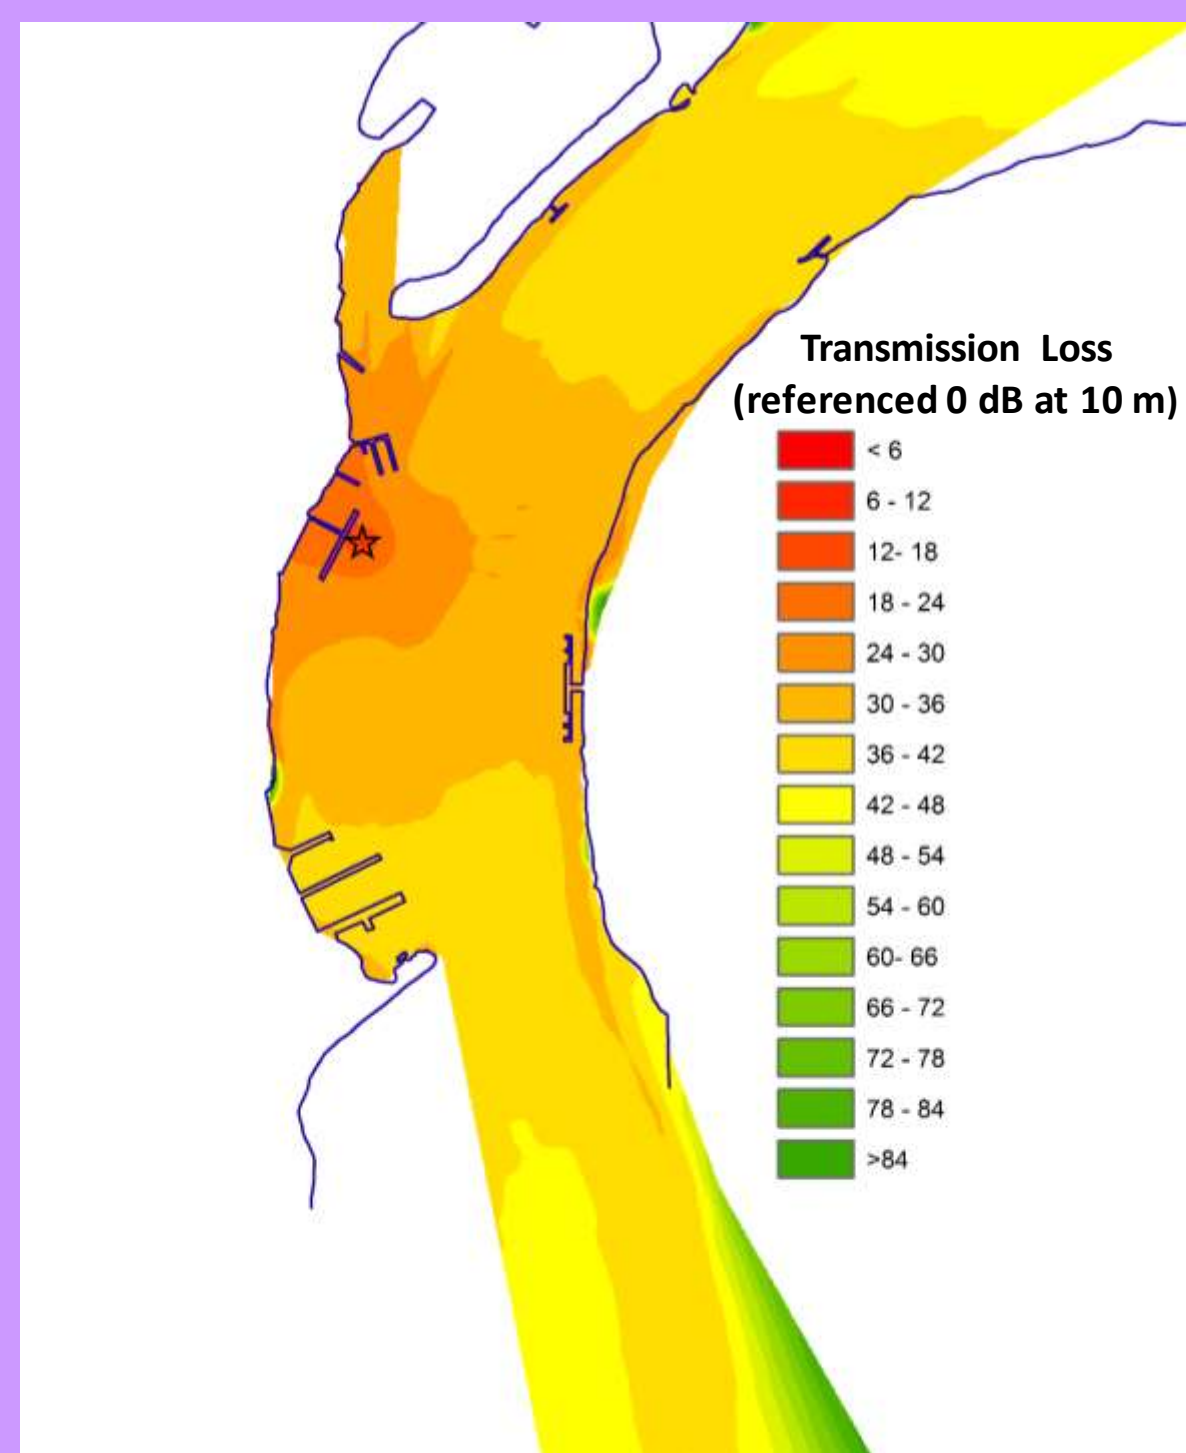 Transmission Loss
(referenced 0 dB at 10 m)
< 6
6 - 12
12- 18
18 - 24
24 - 30
30 - 36
36 - 42
42 - 48
48 - 54
54 - 60
60- 66
66 - 72
72 - 78
78 - 84
>84